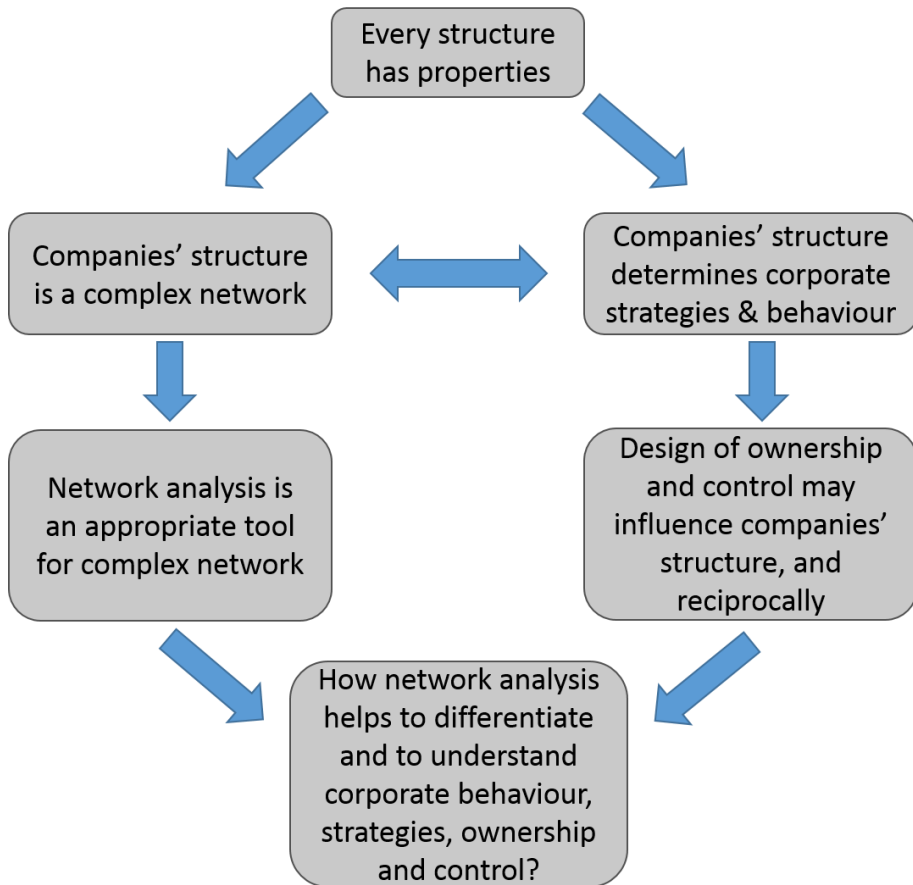 Every structure
has properties
Companies’ structure
is a complex network
Companies’ structure
determines corporate
strategies & behaviour
Network analysis is
an appropriate tool
for complex network
Design of ownership
and control may
influence companies’
structure, and
reciprocally
How network analysis
helps to differentiate
and to understand
corporate behaviour,
strategies, ownership
and control?